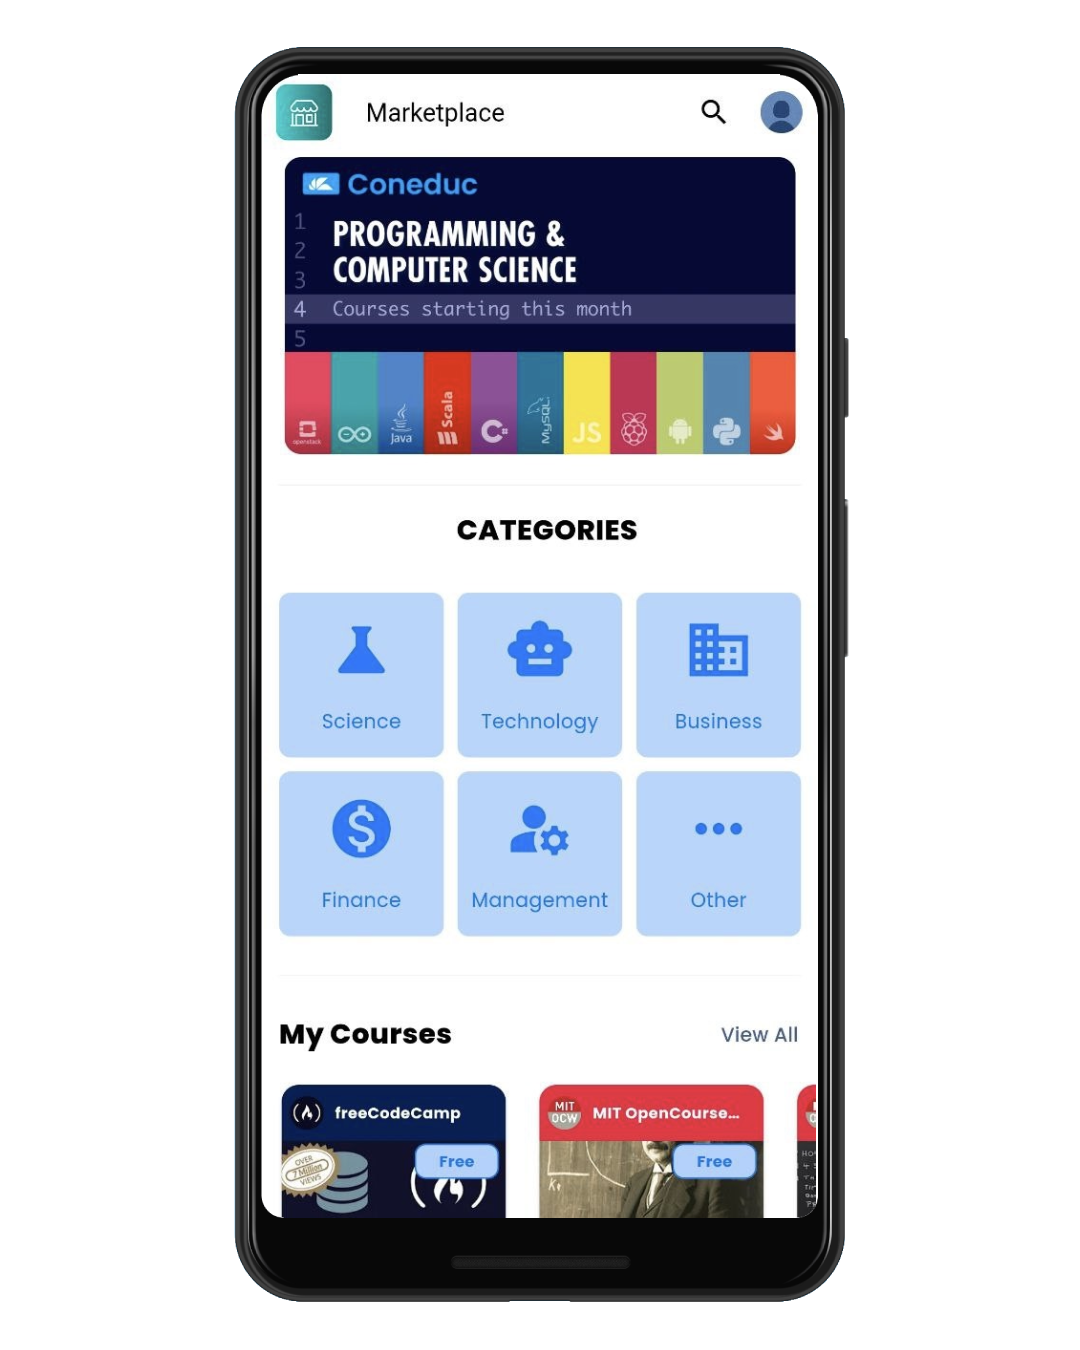 Marketplace
Coneduc
1
2
3
4
5
PROGRAMMING &
COMPUTER SCIENCE
Courses starting this month
openstack
Java
Scala
C#
MySQL
JS
CATEGORIES
Science
Technology
Business
Finance
Management
Other
My Courses
View All
freeCodeCamp
MIT
OCW
MIT OpenCourse...
OVER
7 Million
VIEWS
Free
Free